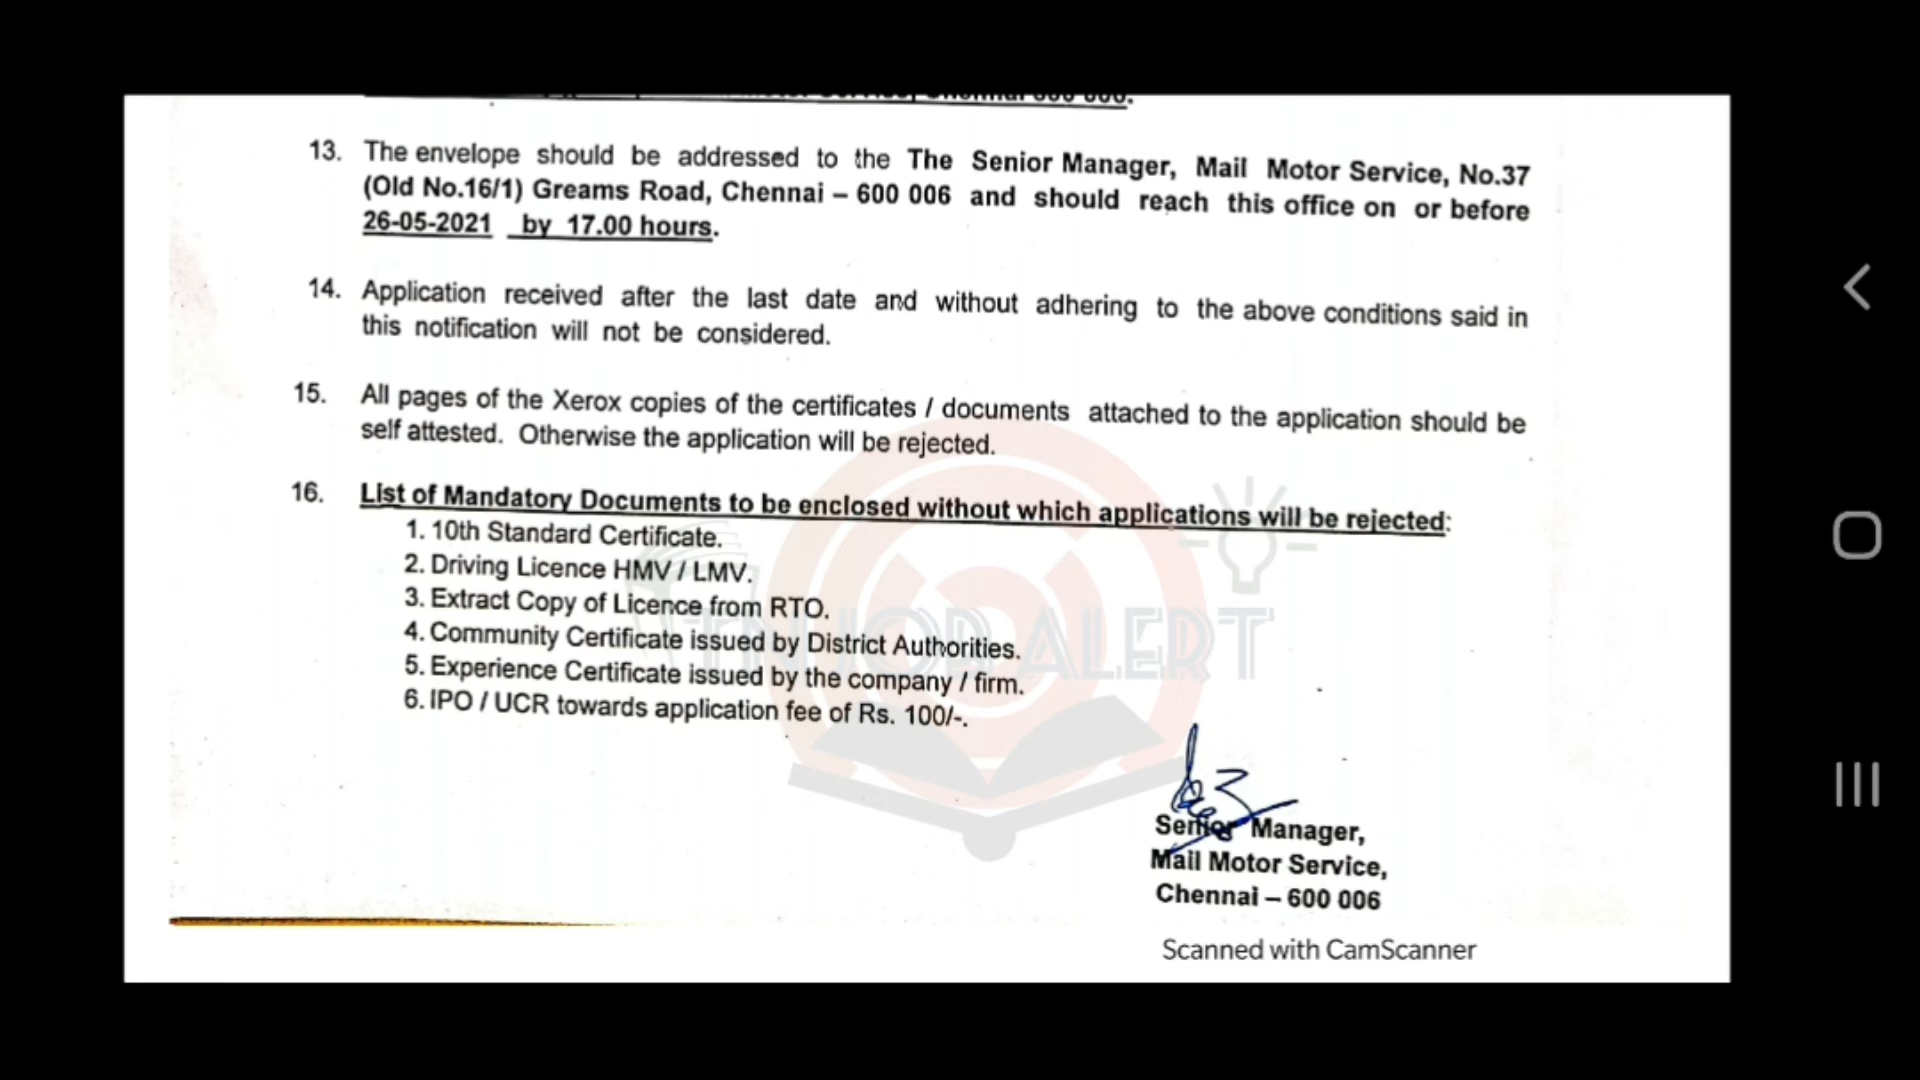 13. The envelope should be addressed to the The Senior Manager, Mail Motor Service, No.37
(Old No.16/1) Greams Road, Chennai – 600 006 and should reach this office on or before
26-05-2021 by 17.00 hours.
14. Application received after the last date and without adhering to the above conditions said in
this notification will not be considered.
15. All pages of the Xerox copies of the certificates / documents attached to the application should be
self attested. Otherwise the application will be rejected.
16. List of Mandatory Documents to be enclosed without which applications will be rejected:
1. 10th Standard Certificate.
2. Driving Licence HMV / LMV.
3. Extract Copy of Licence from RTO.
4. Community Certificate issued by District Authorities.
5. Experience Certificate issued by the company / firm.
6. IPO / UCR towards application fee of Rs. 100/-.
TN JOB ALERT
Senior Manager,
Mail Motor Service,
Chennai – 600 006
Scanned with CamScanner